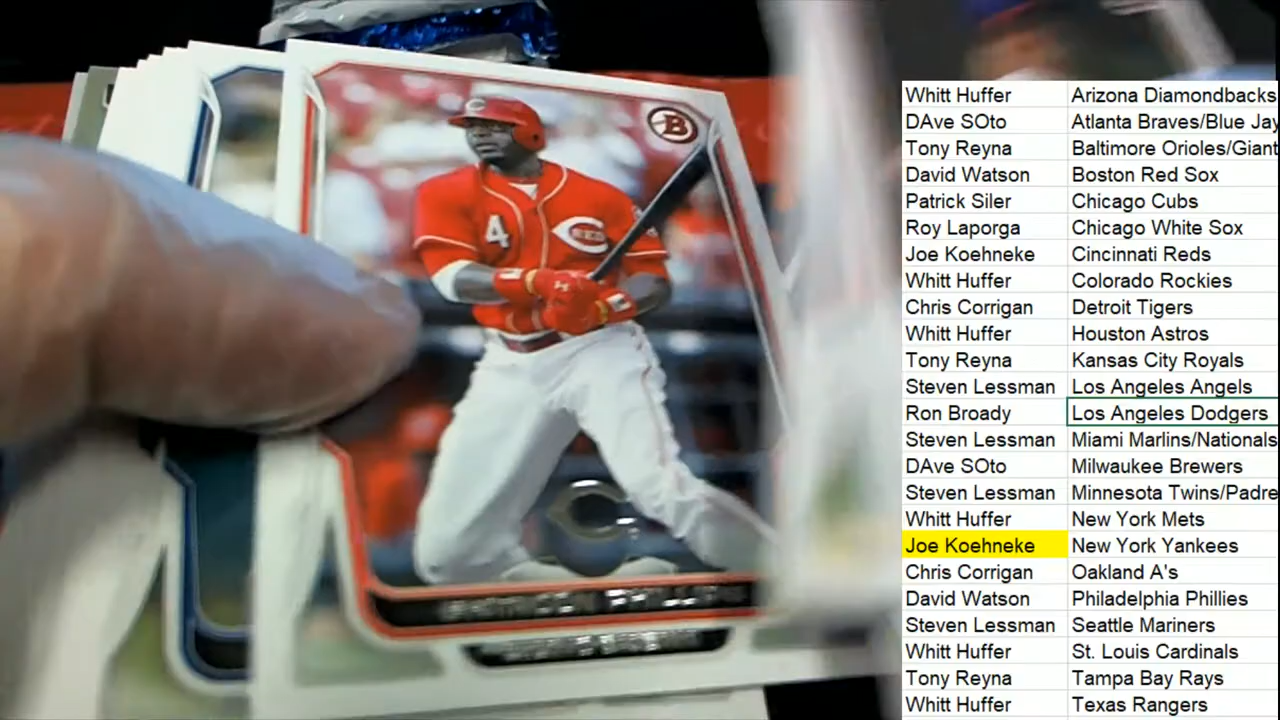 B
4
REDS
BRANDON PHILLIPS
Whitt Huffer Arizona Diamondbacks
DAve SOto Atlanta Braves/Blue Jay
Tony Reyna Baltimore Orioles/Giant
David Watson Boston Red Sox
Patrick Siler Chicago Cubs
Roy Laporga Chicago White Sox
Joe Koehneke Cincinnati Reds
Whitt Huffer Colorado Rockies
Chris Corrigan Detroit Tigers
Whitt Huffer Houston Astros
Tony Reyna Kansas City Royals
Steven Lessman Los Angeles Angels
Ron Broady Los Angeles Dodgers
Steven Lessman Miami Marlins/Nationals
DAve SOto Milwaukee Brewers
Steven Lessman Minnesota Twins/Padre
Whitt Huffer New York Mets
Joe Koehneke New York Yankees
Chris Corrigan Oakland A's
David Watson Philadelphia Phillies
Steven Lessman Seattle Mariners
Whitt Huffer St. Louis Cardinals
Tony Reyna Tampa Bay Rays
Whitt Huffer Texas Rangers